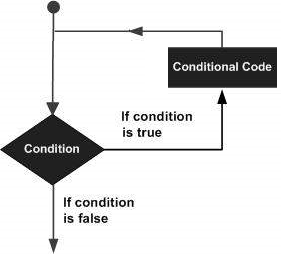 Conditional Code
If condition
is true
Condition
If condition
is false